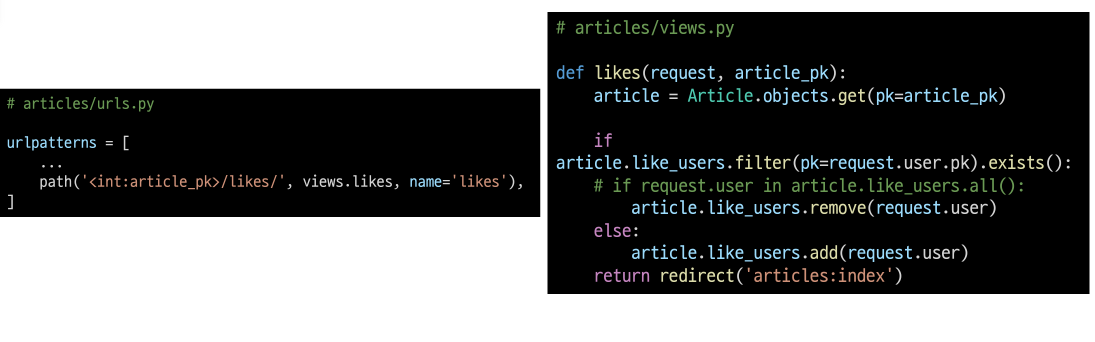 # articles/urls.py
urlpatterns = [
    ...
    path('<int:article_pk>/likes/', views.likes, name='likes'),
]
# articles/views.py
def likes(request, article_pk):
    article = Article.objects.get(pk=article_pk)
    if
article.like_users.filter(pk=request.user.pk).exists():
    # if request.user in article.like_users.all():
        article.like_users.remove(request.user)
    else:
        article.like_users.add(request.user)
    return redirect('articles:index')